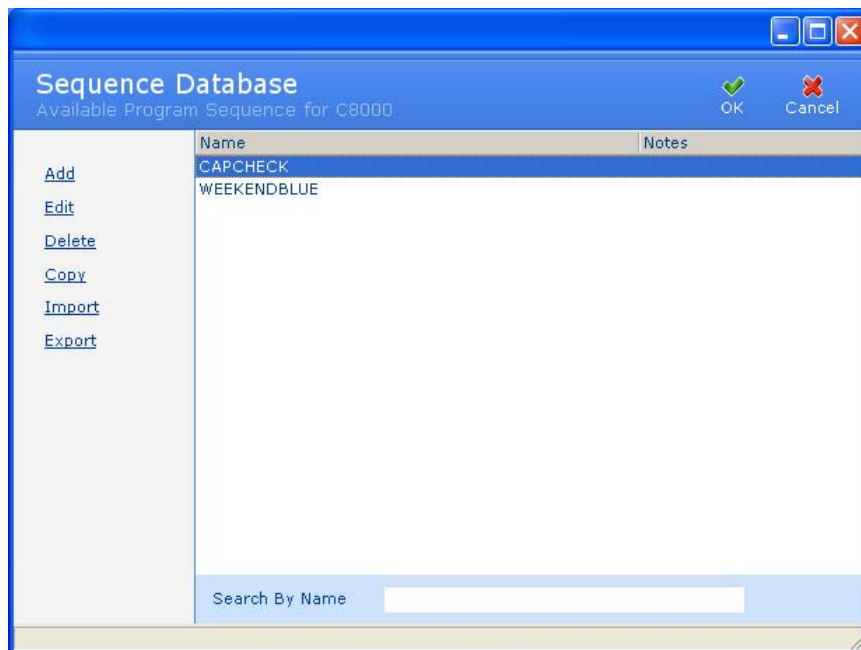 Sequence Database
Available Program Sequence for C8000
OK
Cancel
Add
Edit
Delete
Copy
Import
Export
Name
Notes
CAPCHECK
WEEKENDBLUE
Search By Name